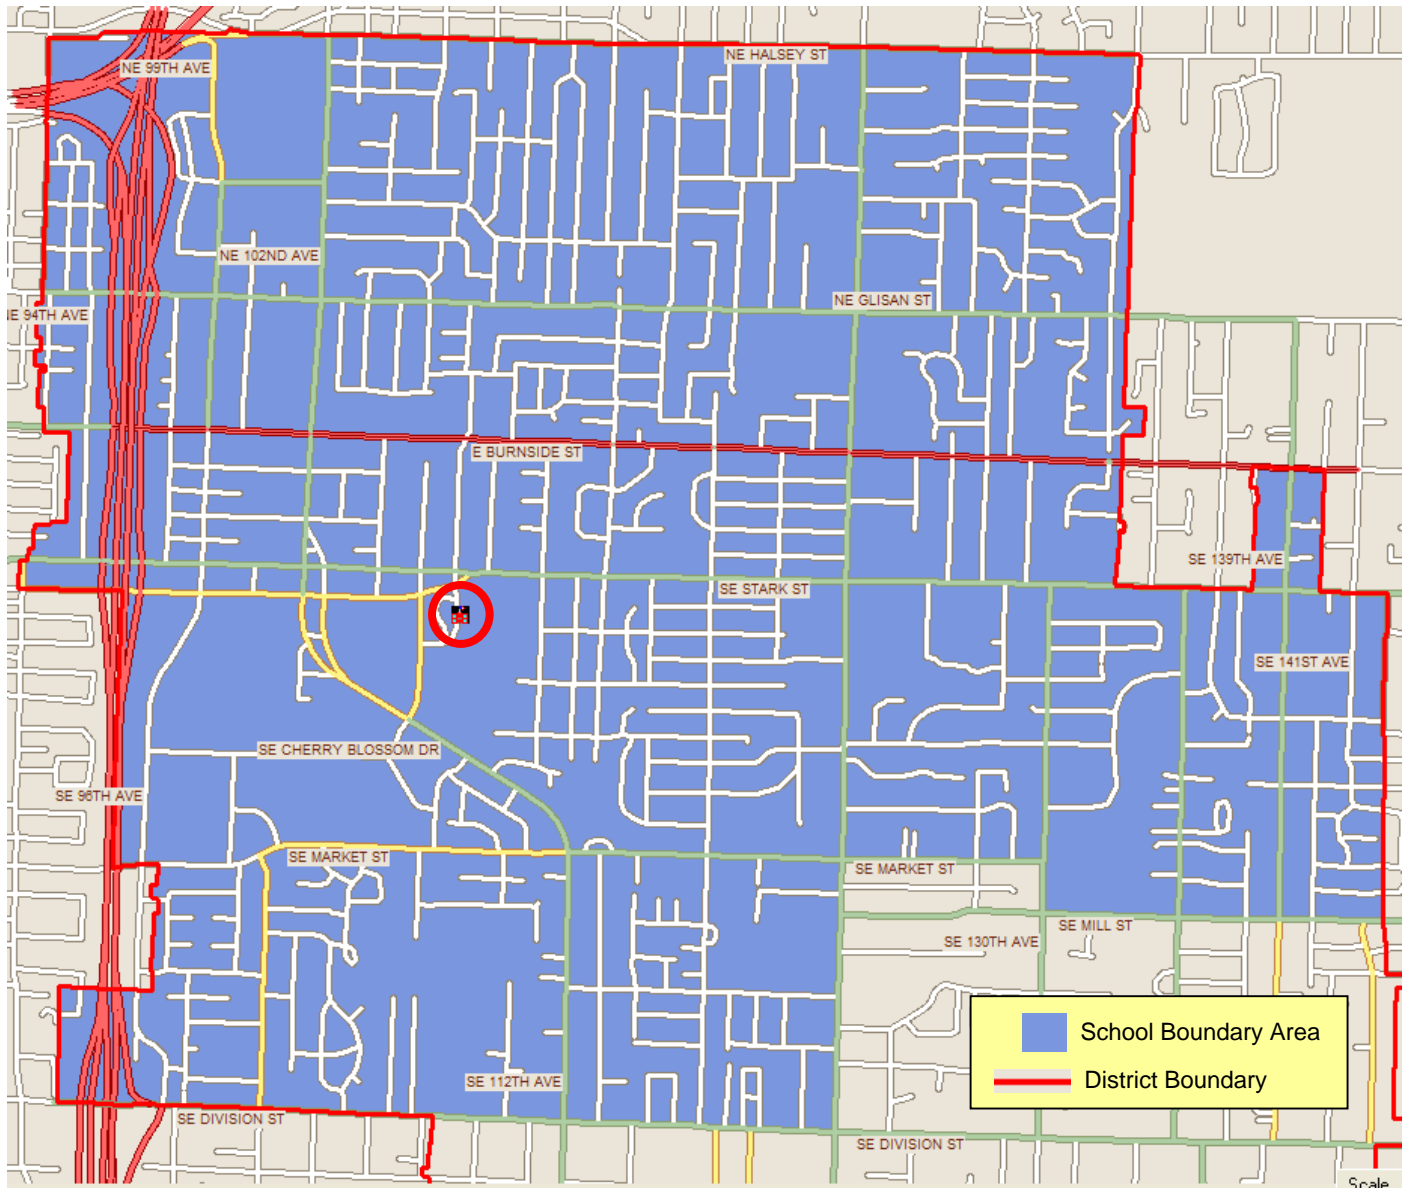 NE HALSEY ST
NE 99TH AVE
NE 102ND AVE
NE GLISAN ST
NE 94TH AVE
E BURNSIDE ST
SE 139TH AVE
SE STARK ST
SE 141ST AVE
SE CHERRY BLOSSOM DR
SE 96TH AVE
SE MARKET ST
SE MARKET ST
SE MILL ST
SE 130TH AVE
School Boundary Area
District Boundary
SE 112TH AVE
SE DIVISION ST
SE DIVISION ST
Scale